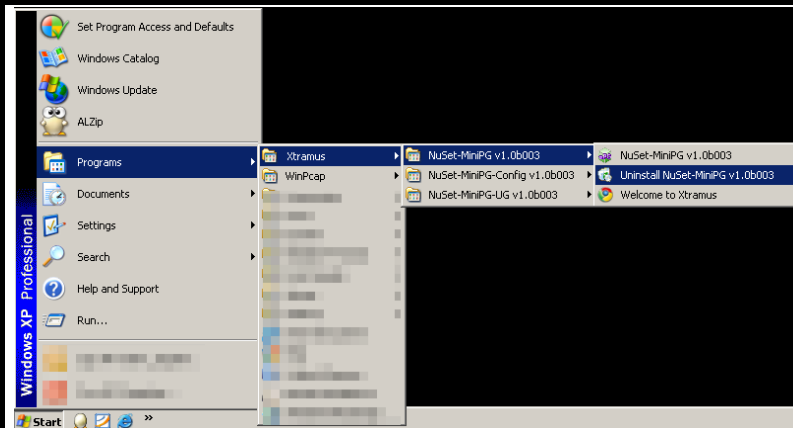 Set Program Access and Defaults
Windows Catalog
Windows Update
ALZip
Programs
Documents
Settings
Search
Help and Support
Run...
Windows XP Professional
Xtramus
WinPcap
NuSet-MiniPG v1.0b003
NuSet-MiniPG-Config v1.0b003
NuSet-MiniPG-UG v1.0b003
NuSet-MiniPG v1.0b003
Uninstall NuSet-MiniPG v1.0b003
Welcome to Xtramus
Start